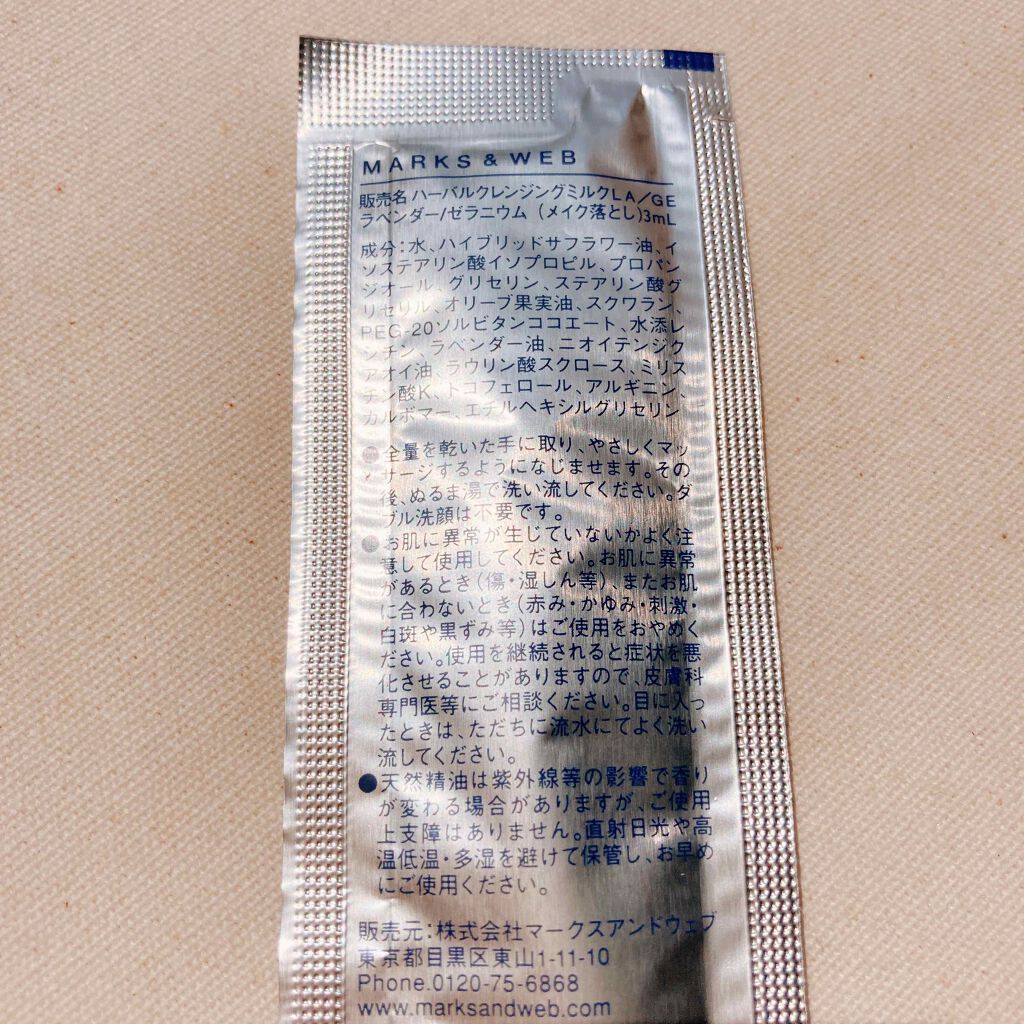 MARKS & WEB
販売名 ハーバルクレンジングミルクLA/GE
ラベンダー/ゼラニウム (メイク落とし)3mL
成分:水、ハイブリッドサフラワー油、イ
ソステアリン酸イソプロピル、プロパン
ジオール、グリセリン、ステアリン酸グ
リセリル、オリーブ果実油、スクワラン、
PEG-20ソルビタンココエート、水添レ
シチン、ラベンダー油、ニオイテンジク
アオイ油、ラウリン酸スクロース、ミリス
チン酸K、トコフェロール、アルギニン、
カルボマー、エチルヘキシルグリセリン
●全量を乾いた手に取り、やさしくマッ
サージするようになじませます。その
後、ぬるま湯で洗い流してください。ダ
ブル洗顔は不要です。
●お肌に異常が生じていないかよく注
意して使用してください。お肌に異常
があるとき(傷・湿しん等)、またお肌
に合わないとき(赤み・かゆみ・刺激・
白斑や黒ずみ等)はご使用をおやめく
ださい。使用を継続されると症状を悪
化させることがありますので、皮膚科
専門医等にご相談ください。目に入っ
たときは、ただちに流水にてよく洗い
流してください。
●天然精油は紫外線等の影響で香り
が変わる場合がありますが、ご使用
上支障はありません。直射日光や高
温低温・多湿を避けて保管し、お早め
にご使用ください。
販売元:株式会社マークスアンドウェブ
東京都目黒区東山1-11-10
Phone.0120-75-6868
www.marksandweb.com